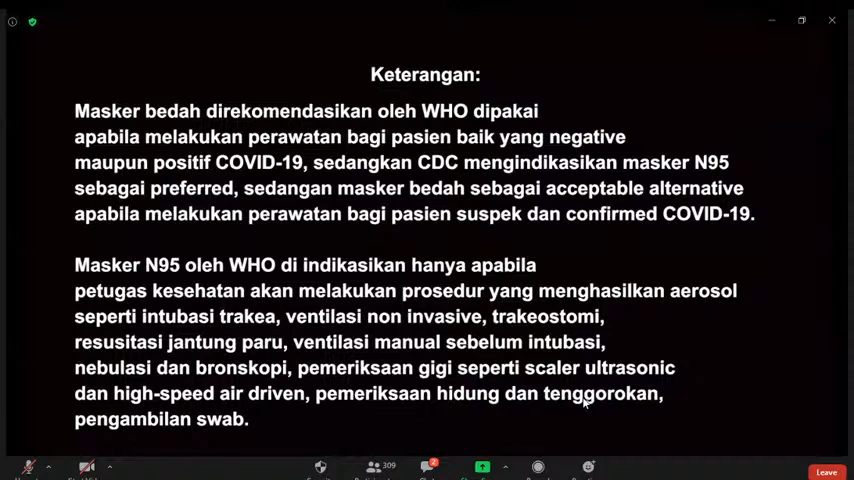 Keterangan:
Masker bedah direkomendasikan oleh WHO dipakai
apabila melakukan perawatan bagi pasien baik yang negative
maupun positif COVID-19, sedangkan CDC mengindikasikan masker N95
sebagai preferred, sedangan masker bedah sebagai acceptable alternative
apabila melakukan perawatan bagi pasien suspek dan confirmed COVID-19.
Masker N95 oleh WHO di indikasikan hanya apabila
petugas kesehatan akan melakukan prosedur yang menghasilkan aerosol
seperti intubasi trakea, ventilasi non invasive, trakeostomi,
resusitasi jantung paru, ventilasi manual sebelum intubasi,
nebulasi dan bronskopi, pemeriksaan gigi seperti scaler ultrasonic
dan high-speed air driven, pemeriksaan hidung dan tenggorokan,
pengambilan swab.
309
2
Leave